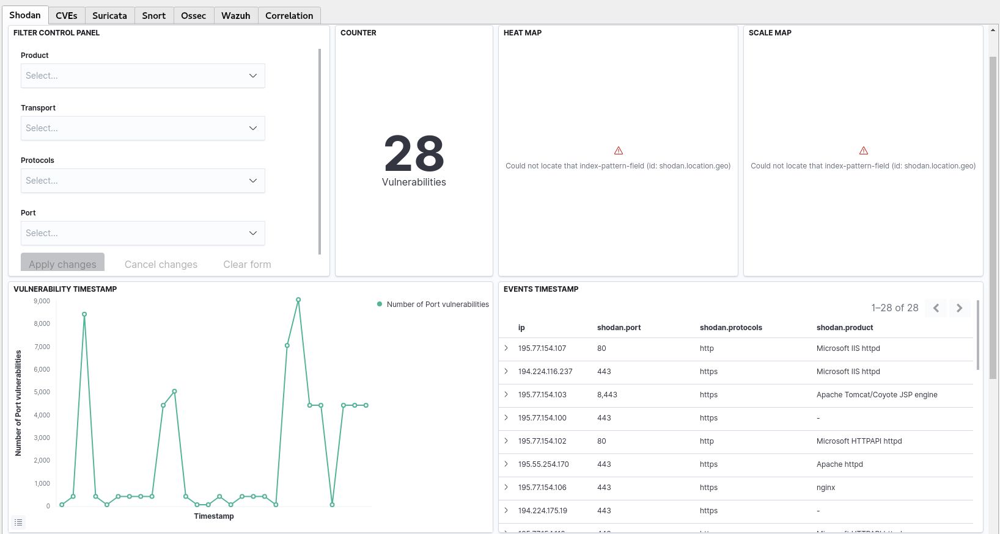 Shodan CVEs Suricata Snort Ossec Wazuh Correlation
FILTER CONTROL PANEL
Product
Select...
Transport
Select...
Protocols
Select...
Port
Select...
Apply changes Cancel changes Clear form
COUNTER
28
Vulnerabilities
HEAT MAP
Could not locate that index-pattern-field (id: shodan.location.geo)
SCALE MAP
Could not locate that index-pattern-field (id: shodan.location.geo)
VULNERABILITY TIMESTAMP
Number of Port vulnerabilities
9,000
8,000
7,000
6,000
5,000
4,000
3,000
2,000
1,000
0
Number of Port vulnerabilities
Timestamp
EVENTS TIMESTAMP
1–28 of 28
ip shodan.port shodan.protocols shodan.product
195.77.154.107 80 http Microsoft IIS httpd
194.224.116.237 443 https Microsoft IIS httpd
195.77.154.103 8,443 https Apache Tomcat/Coyote JSP engine
195.77.154.100 443 https -
195.77.154.102 80 http Microsoft HTTPAPI httpd
195.55.254.170 443 https Apache httpd
195.77.154.106 443 https nginx
194.224.175.19 443 https -